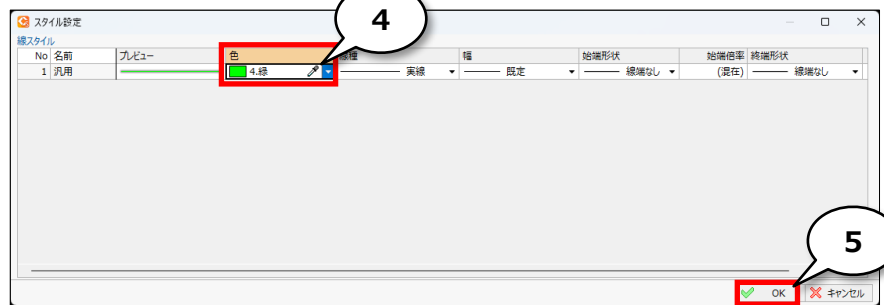 スタイル設定
線スタイル
No 名前 プレビュー 色 線種 幅 始端形状 始端倍率 終端形状
1 汎用 4.緑 実線 既定 線端なし (混在) 線端なし
4
5
OK キャンセル